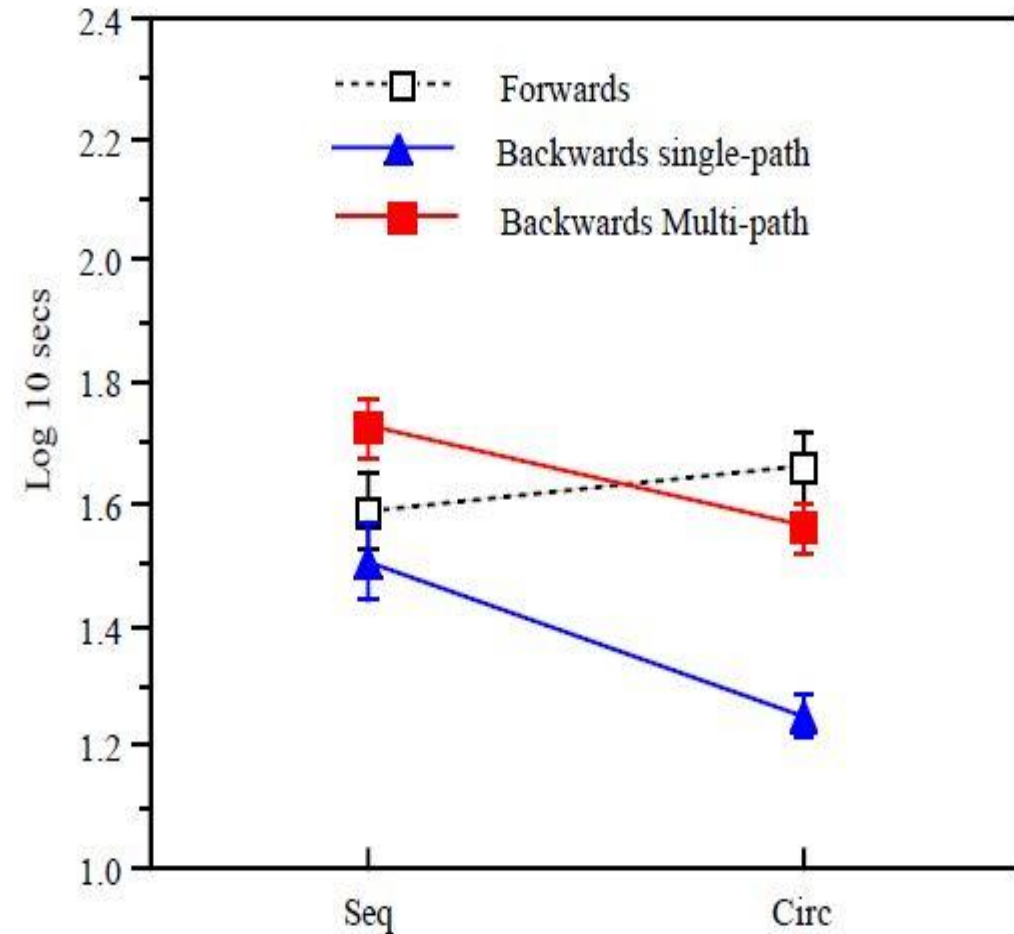 2.4
2.2
2.0
1.8
1.6
1.4
1.2
1.0
Log 10 secs
Forwards
Backwards single-path
Backwards Multi-path
Seq
Circ